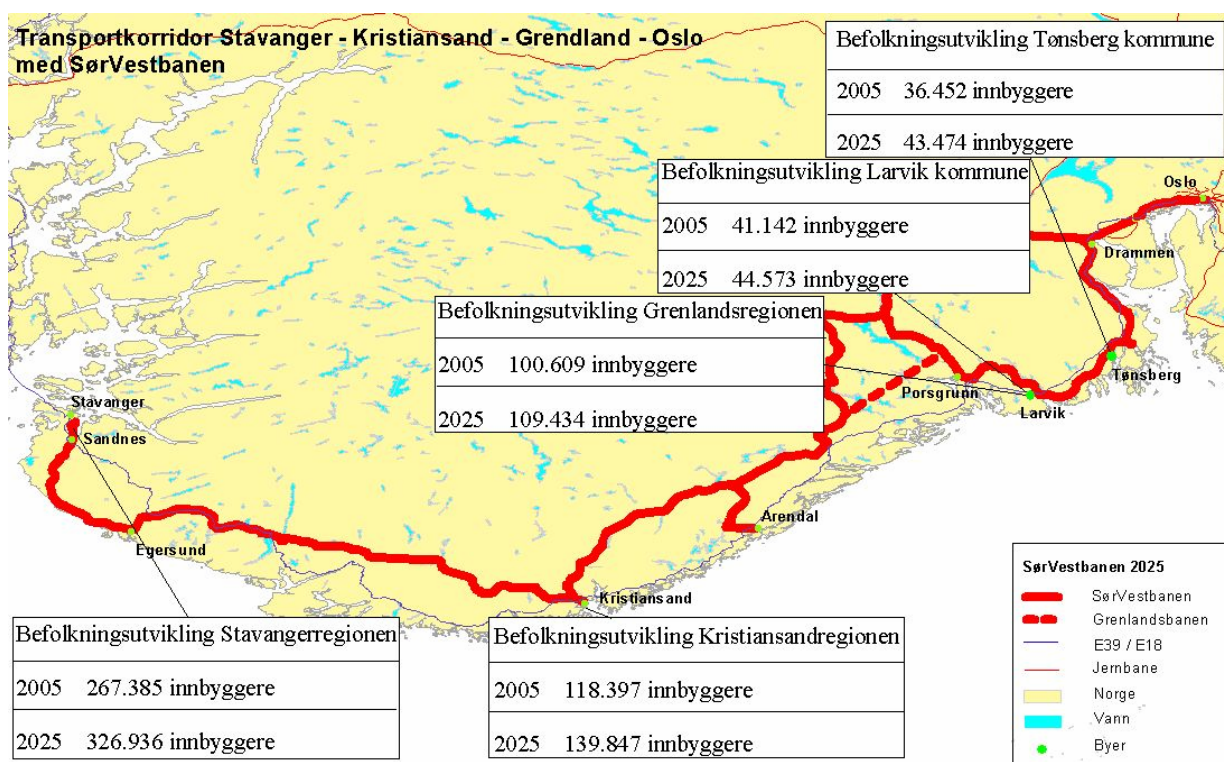 Transportkorridor Stavanger - Kristiansand - Grendland - Oslo
med SørVestbanen
Befolkningsutvikling Tønsberg kommune
2005 36.452 innbyggere
2025 43.474 innbyggere
Befolkningsutvikling Larvik kommune
2005 41.142 innbyggere
2025 44.573 innbyggere
Oslo
Drammen
Befolkningsutvikling Grenlandsregionen
2005 100.609 innbyggere
2025 109.434 innbyggere
Tønsberg
Porsgrunn
Larvik
Stavanger
Sandnes
Egersund
Arendal
Kristiansand
Befolkningsutvikling Stavangerregionen
2005 267.385 innbyggere
2025 326.936 innbyggere
Befolkningsutvikling Kristiansandregionen
2005 118.397 innbyggere
2025 139.847 innbyggere
SørVestbanen 2025
SørVestbanen
Grenlandsbanen
E39 / E18
Jernbane
Norge
Vann
Byer